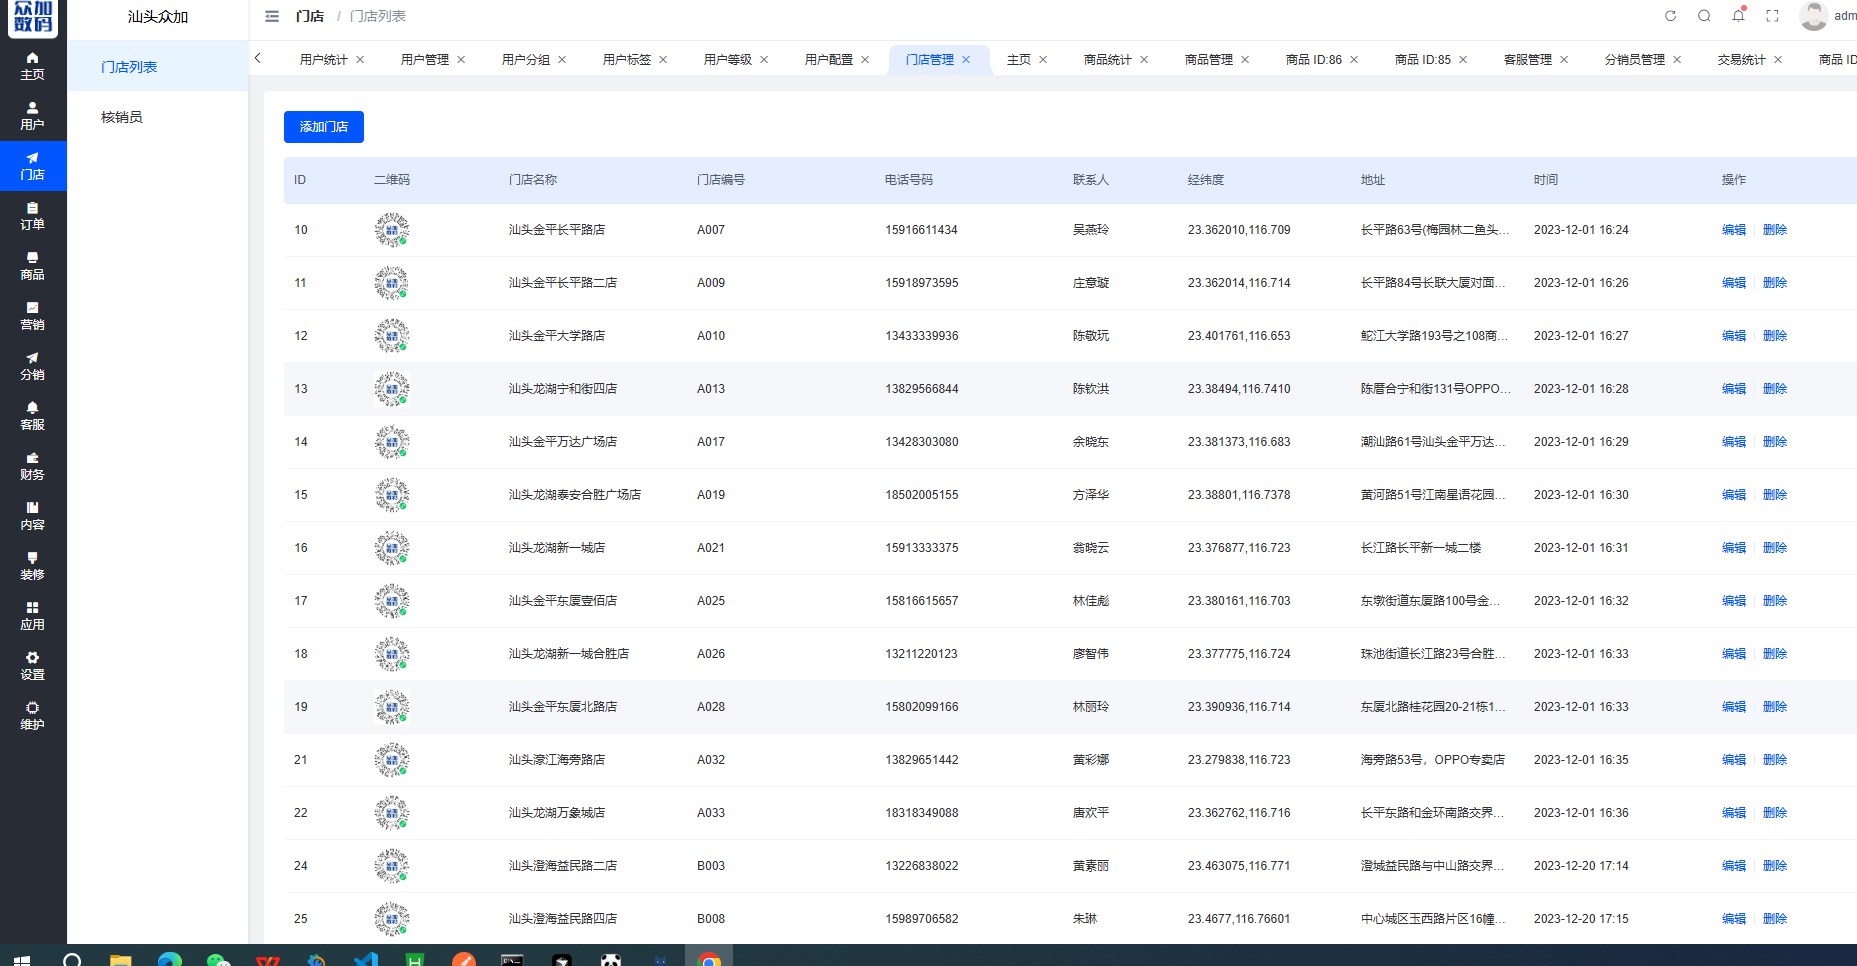 众加
数码
汕头众加
门店 / 门店列表
adm
主页
用户
门店
订单
商品
营销
分销
客服
财务
内容
装修
应用
设置
维护
门店列表
核销员
用户统计 用户管理 用户分组 用户标签 用户等级 用户配置 门店管理 主页 商品统计 商品管理 商品 ID:86 商品 ID:85 客服管理 分销员管理 交易统计 商品 ID
添加门店
ID 二维码 门店名称 门店编号 电话号码 联系人 经纬度 地址 时间 操作
10 汕头金平长平路店 A007 15916611434 吴燕玲 23.362010,116.709 长平路63号(梅园林二鱼头... 2023-12-01 16:24 编辑 删除
11 汕头金平长平路二店 A009 15918973595 庄意璇 23.362014,116.714 长平路84号长联大厦对面... 2023-12-01 16:26 编辑 删除
12 汕头金平大学路店 A010 13433339936 陈敬玩 23.401761,116.653 鮀江大学路193号之108商... 2023-12-01 16:27 编辑 删除
13 汕头龙湖宁和街四店 A013 13829566844 陈钦洪 23.38494,116.7410 陈厝合宁和街131号OPPO... 2023-12-01 16:28 编辑 删除
14 汕头金平万达广场店 A017 13428303080 余晓东 23.381373,116.683 潮汕路61号汕头金平万达... 2023-12-01 16:29 编辑 删除
15 汕头龙湖泰安合胜广场店 A019 18502005155 方泽华 23.38801,116.7378 黄河路51号江南星语花园... 2023-12-01 16:30 编辑 删除
16 汕头龙湖新一城店 A021 15913333375 翁晓云 23.376877,116.723 长江路长平新一城二楼 2023-12-01 16:31 编辑 删除
17 汕头金平东厦壹佰店 A025 15816615657 林佳彪 23.380161,116.703 东墩街道东厦路100号金... 2023-12-01 16:32 编辑 删除
18 汕头龙湖新一城合胜店 A026 13211220123 廖智伟 23.377775,116.724 珠池街道长江路23号合胜... 2023-12-01 16:33 编辑 删除
19 汕头金平东厦北路店 A028 15802099166 林丽玲 23.390936,116.714 东厦北路桂花园20-21栋1... 2023-12-01 16:33 编辑 删除
21 汕头濠江海旁路店 A032 13829651442 黄彩娜 23.279838,116.723 海旁路53号，OPPO专卖店 2023-12-01 16:35 编辑 删除
22 汕头龙湖万象城店 A033 18318349088 唐欢平 23.362762,116.716 长平东路和金环南路交界... 2023-12-01 16:36 编辑 删除
24 汕头澄海益民路二店 B003 13226838022 黄素丽 23.463075,116.771 澄城益民路与中山路交界... 2023-12-20 17:14 编辑 删除
25 汕头澄海益民路四店 B008 15989706582 朱琳 23.4677,116.76601 中心城区玉西路片区16幢... 2023-12-20 17:15 编辑 删除